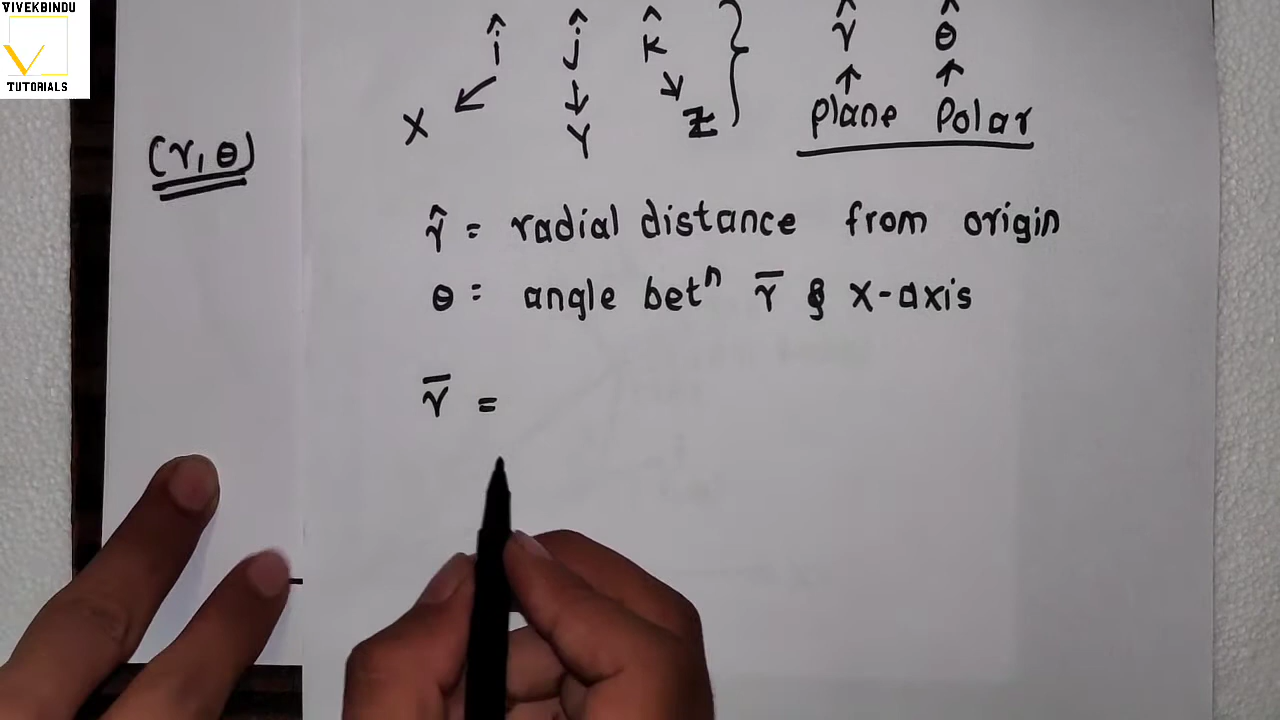 VIVEKBINDU
TUTORIALS
î ĵ k̂ } r̂ θ̂
X Y Z Plane Polar
(r, θ)
r̂ = radial distance from origin
θ = angle betⁿ r̅ & X-axis
r̅ =